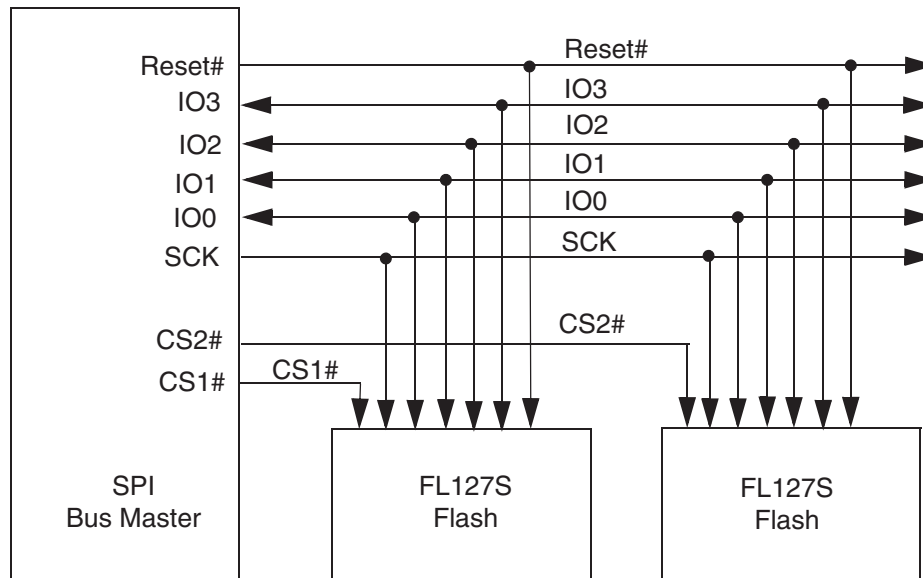 Reset#
Reset#
IO3
IO3
IO2
IO2
IO1
IO1
IO0
IO0
SCK
SCK
CS2#
CS2#
CS1#
CS1#
SPI
Bus Master
FL127S
Flash
FL127S
Flash